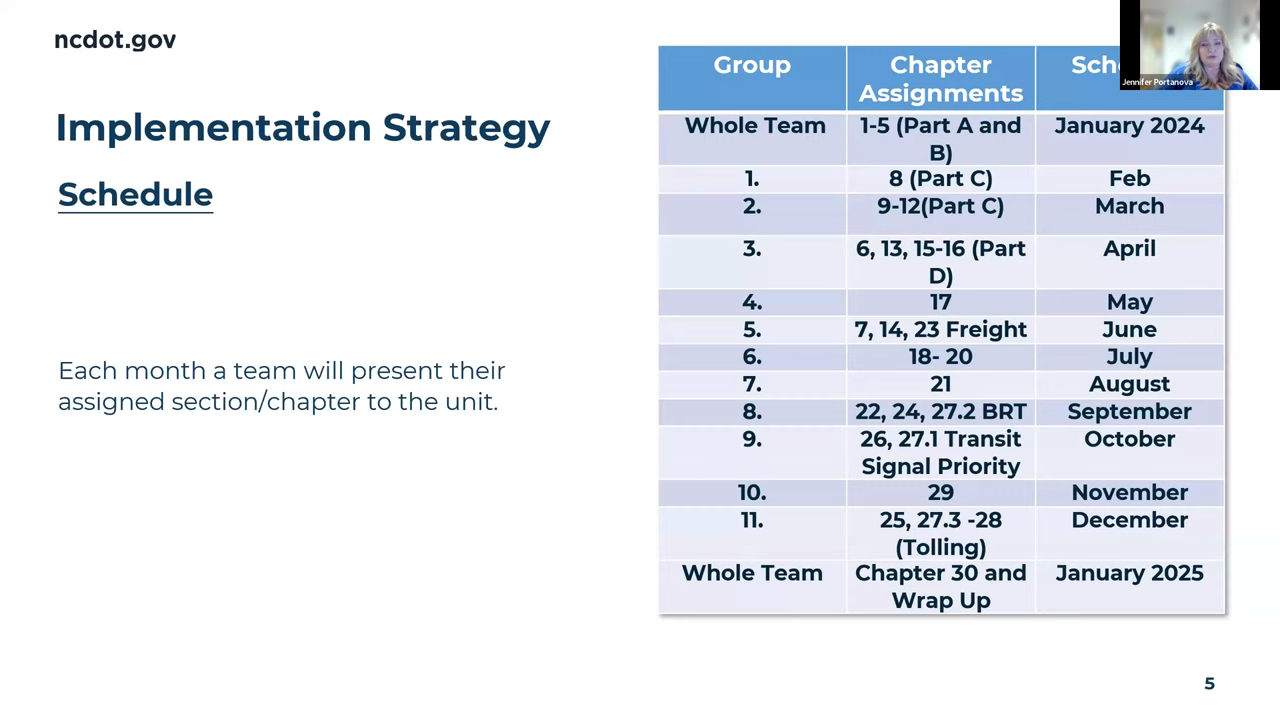 ncdot.gov
Implementation Strategy
Schedule
Each month a team will present their
assigned section/chapter to the unit.
Group Chapter
Assignments
Whole Team 1-5 (Part A and
B) January 2024
1. 8 (Part C) Feb
2. 9-12(Part C) March
3. 6, 13, 15-16 (Part
D) April
4. 17 May
5. 7, 14, 23 Freight June
6. 18- 20 July
7. 21 August
8. 22, 24, 27.2 BRT September
9. 26, 27.1 Transit
Signal Priority October
10. 29 November
11. 25, 27.3 -28
(Tolling) December
Whole Team Chapter 30 and
Wrap Up January 2025
Jennifer Portanova
5